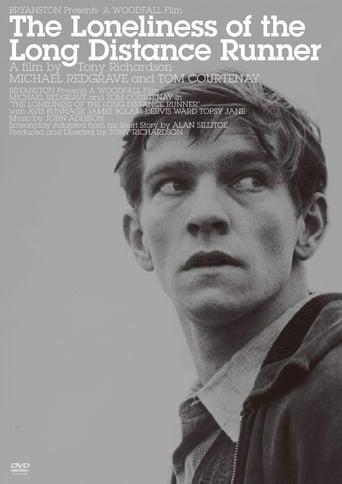 BRYANSTON Presents A WOODFALL Film
The Loneliness of the
Long Distance Runner
A film by Tony Richardson
MICHAEL REDGRAVE and TOM COURTENAY
BRYANSTON Presents A WOODFALL Film
MICHAEL REDGRAVE and TOM COURTENAY in
"THE LONELINESS OF THE LONG DISTANCE RUNNER"
with AVIS BUNNAGE JAMES BOLAM DERVIS WARD TOPSY JANE
Music by JOHN ADDISON
Screenplay Adapted from his Short Story by ALAN SILLITOE
Produced and Directed by TONY RICHARDSON
DVD
VIDEO